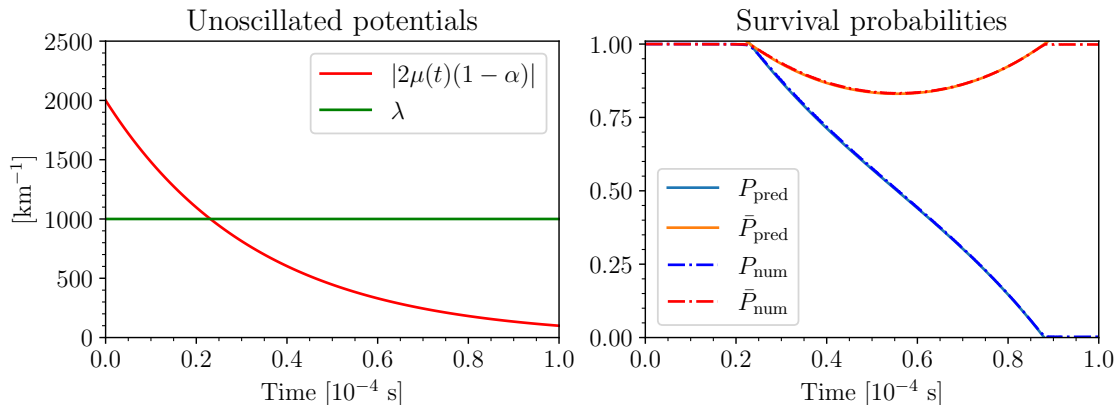 Unoscillated potentials
2500
2000
1500
1000
500
0
[km⁻¹]
|2μ(t)(1 − α)|
λ
0.0 0.2 0.4 0.6 0.8 1.0
Time [10⁻⁴ s]
Survival probabilities
1.00
0.75
0.50
0.25
0.00
P_pred
P̄_pred
P_num
P̄_num
0.0 0.2 0.4 0.6 0.8 1.0
Time [10⁻⁴ s]